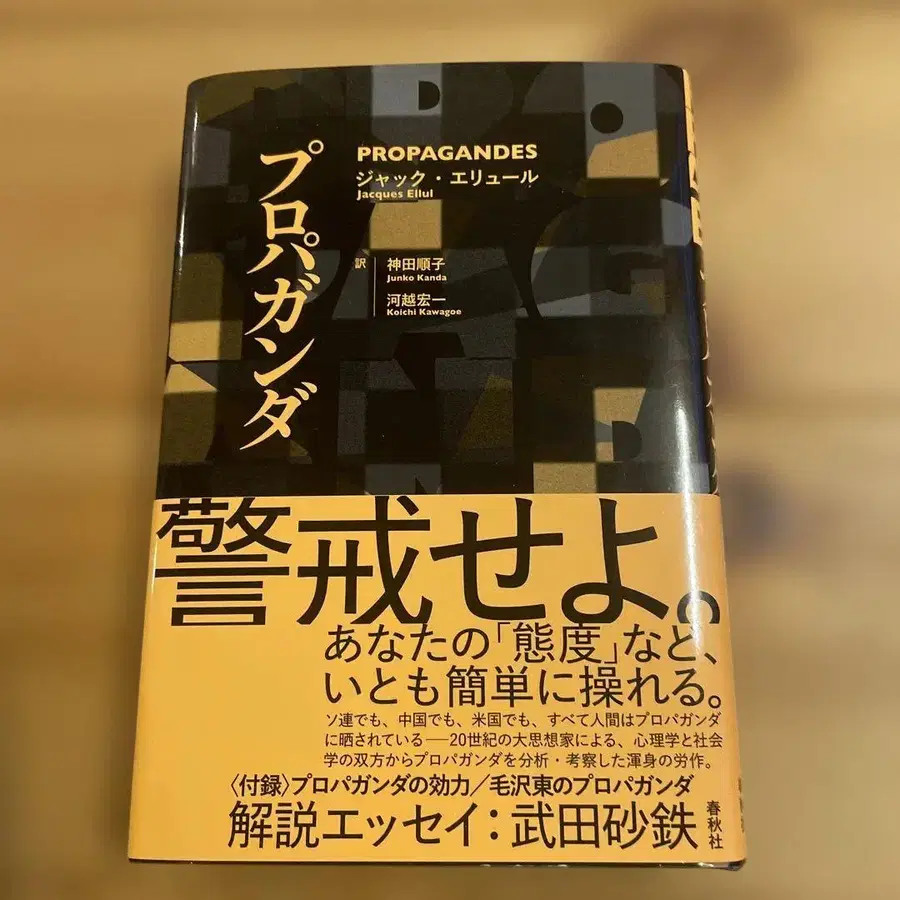 プロパガンダ
PROPAGANDES
ジャック・エリュール
Jacques Ellul
訳
神田順子
Junko Kanda
河越宏一
Koichi Kawagoe
警戒せよ。
あなたの「態度」など、
いとも簡単に操れる。
ソ連でも、中国でも、米国でも、すべて人間はプロパガンダ
に晒されている──20世紀の大思想家による、心理学と社会
学の双方からプロパガンダを分析・考察した渾身の労作。
〈付録〉プロパガンダの効力／毛沢東のプロパガンダ
解説エッセイ：武田砂鉄
春秋社